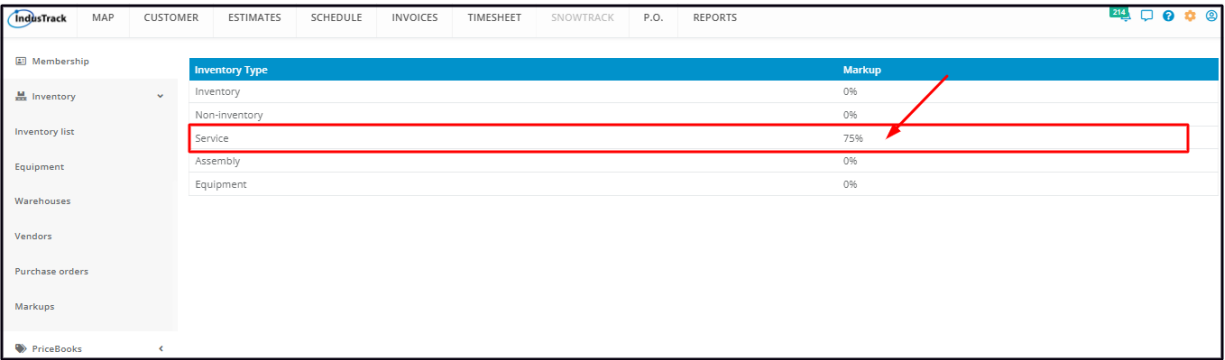 IndusTrack MAP CUSTOMER ESTIMATES SCHEDULE INVOICES TIMESHEET SNOWTRACK P.O. REPORTS 214
Membership
Inventory
Inventory list
Equipment
Warehouses
Vendors
Purchase orders
Markups
PriceBooks
Inventory Type Markup
Inventory 0%
Non-inventory 0%
Service 75%
Assembly 0%
Equipment 0%